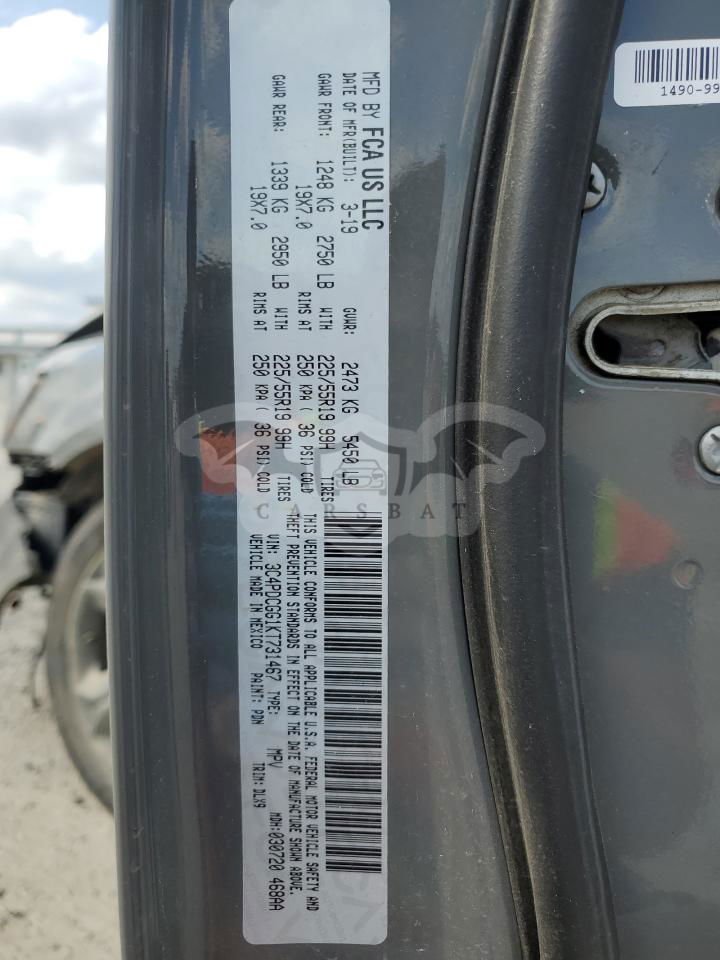 MFD BY FCA US LLC
DATE OF MFR(BUILT): 3-19 GVWR: 2473 KG 5450 LB
GAWR FRONT: 1248 KG 2750 LB WITH 225/55R19 99H TIRES
19X7.0 RIMS AT 250 KPA ( 36 PSI) COLD
GAWR REAR: 1339 KG 2950 LB WITH 225/55R19 99H TIRES
19X7.0 RIMS AT 250 KPA ( 36 PSI) COLD
THIS VEHICLE CONFORMS TO ALL APPLICABLE U.S.A. FEDERAL MOTOR VEHICLE SAFETY AND
THEFT PREVENTION STANDARDS IN EFFECT ON THE DATE OF MANUFACTURE SHOWN ABOVE.
VIN: 3C4PDCGG1KT731467 TYPE: MPV MDH:030720 468AA
VEHICLE MADE IN MEXICO PAINT: PDN TRIM: DLX9
1490-99
CARSBAT